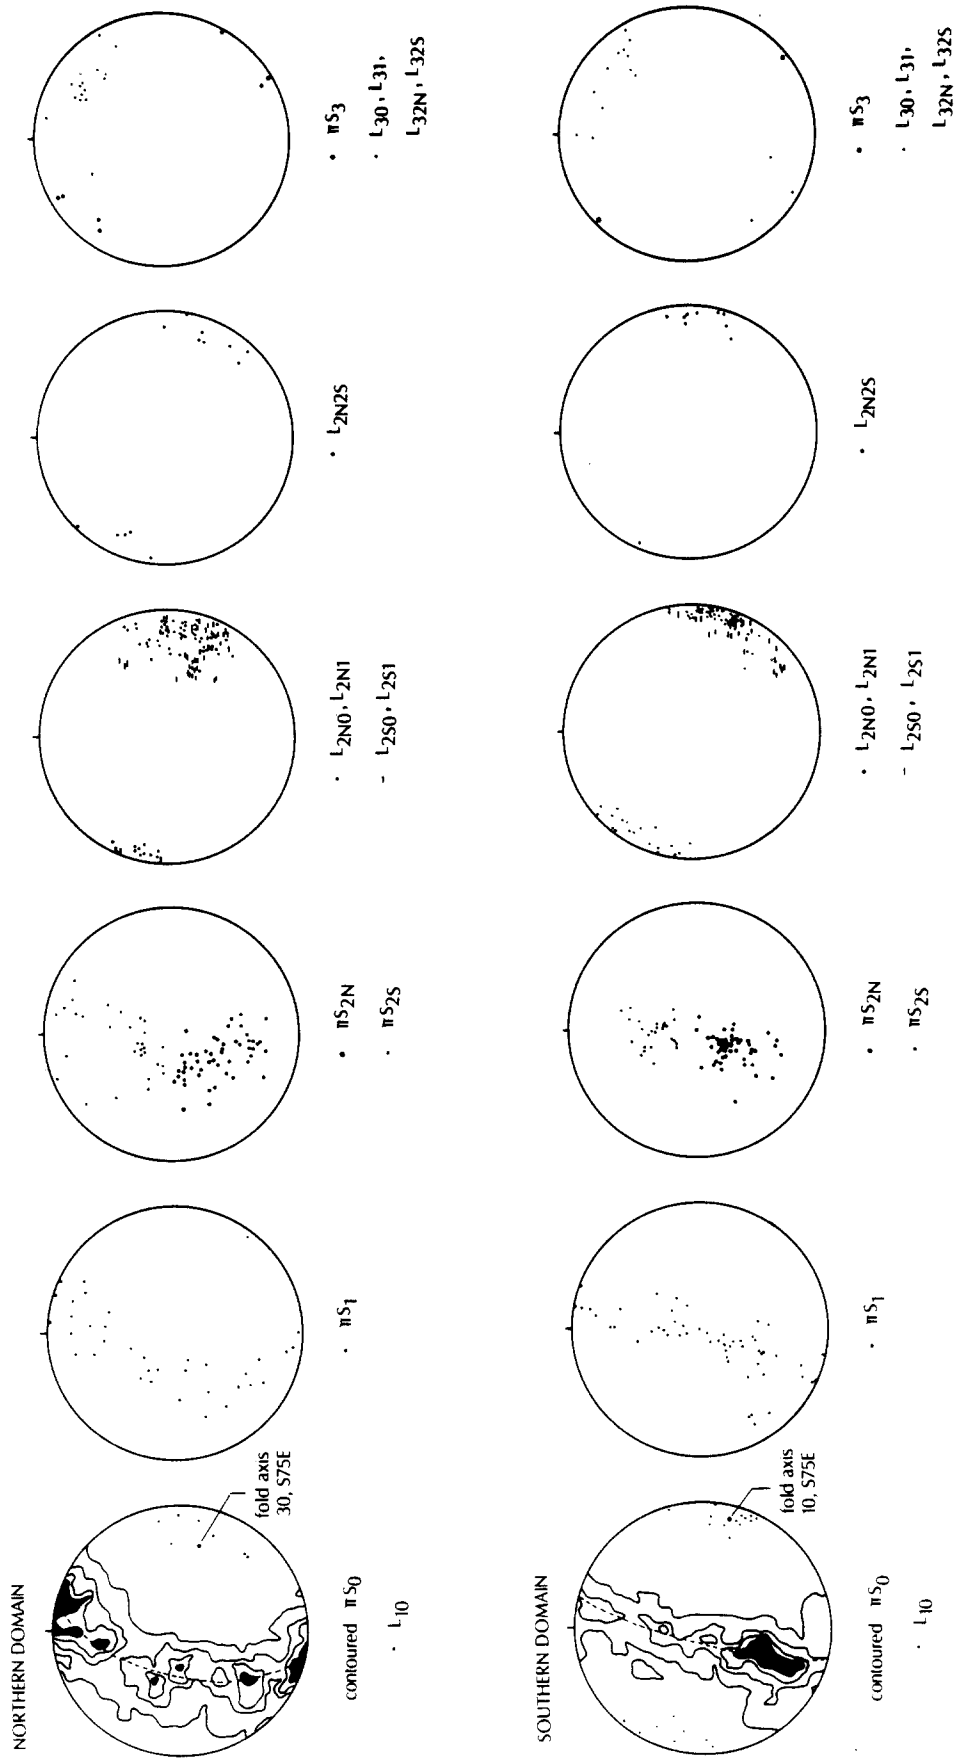 NORTHERN DOMAIN
fold axis
30, S75E
contoured πS0
· L10
· πS1
• πS2N
· πS2S
· L2N0, L2N1
- L2S0, L2S1
· L2N2S
• πS3
· L30, L31,
L32N, L32S
SOUTHERN DOMAIN
fold axis
10, S75E
contoured πS0
· L10
· πS1
• πS2N
· πS2S
• L2N0, L2N1
- L2S0, L2S1
· L2N2S
• πS3
· L30, L31,
L32N, L32S